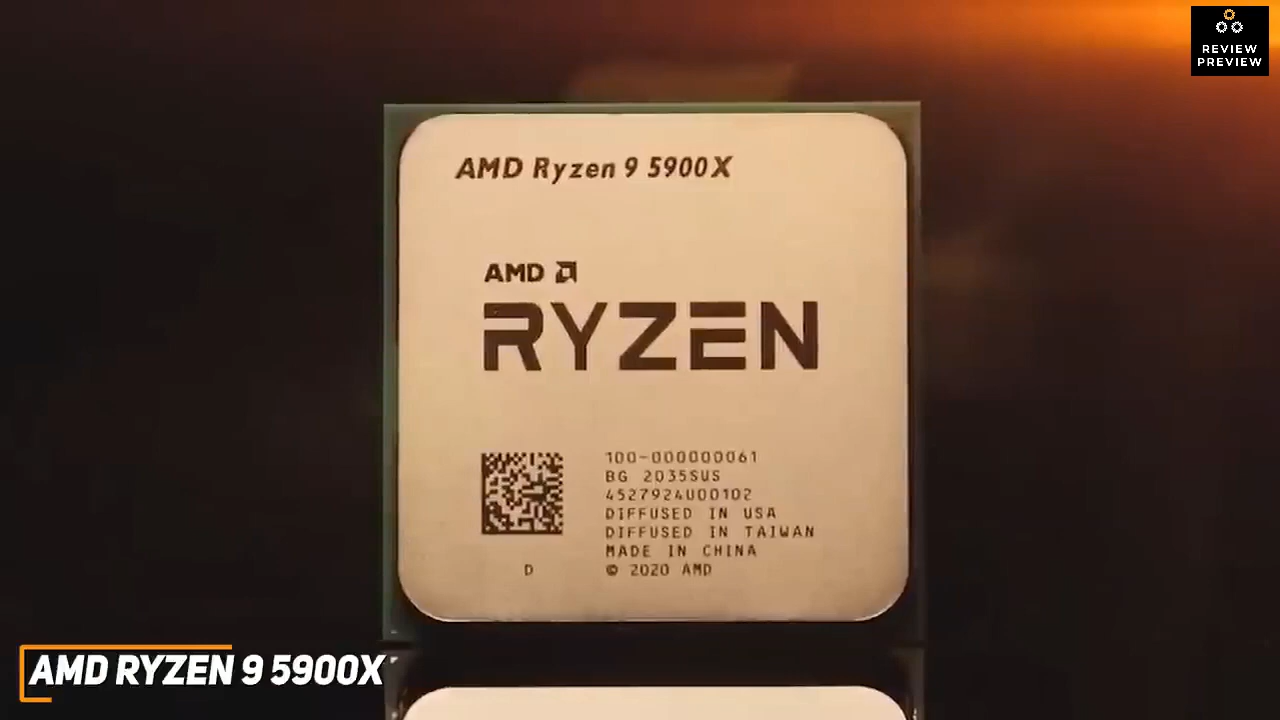 REVIEW
PREVIEW
AMD Ryzen 9 5900X
AMD
RYZEN
100-000000061
BG 2035SUS
4527924U00102
DIFFUSED IN USA
DIFFUSED IN TAIWAN
MADE IN CHINA
D
© 2020 AMD
AMD RYZEN 9 5900X